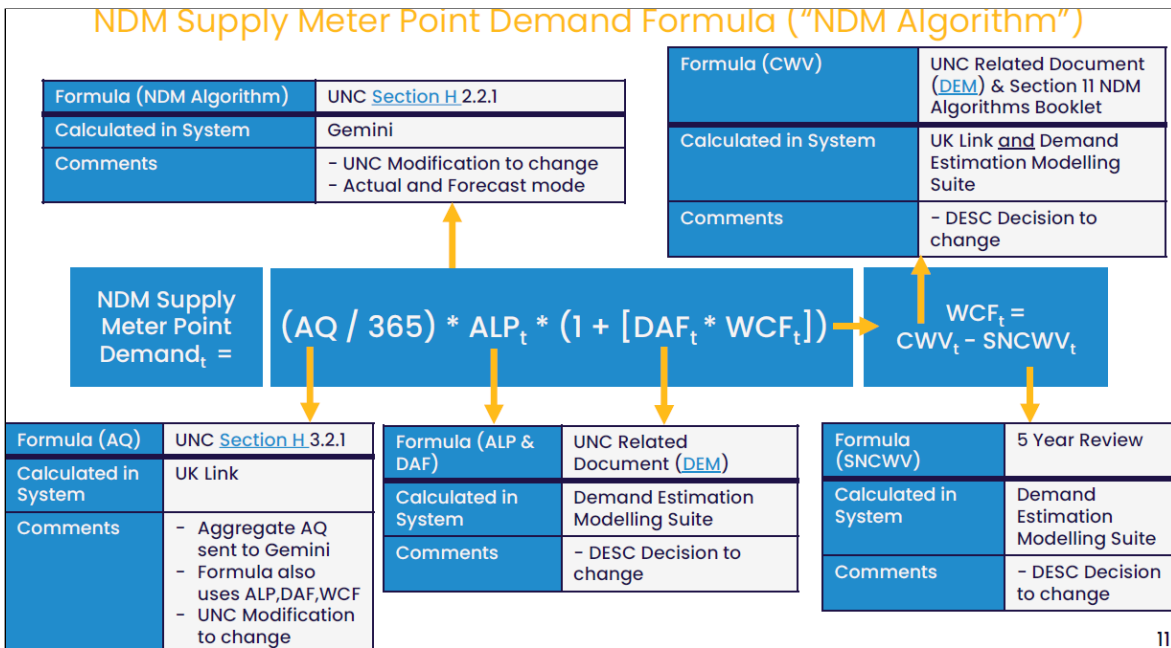 NDM Supply Meter Point Demand Formula (“NDM Algorithm”)
Formula (NDM Algorithm)
UNC Section H 2.2.1
Calculated in System
Gemini
Comments
- UNC Modification to change
- Actual and Forecast mode
Formula (CWV)
UNC Related Document
(DEM) & Section 11 NDM
Algorithms Booklet
Calculated in System
UK Link and Demand
Estimation Modelling
Suite
Comments
- DESC Decision to
change
NDM Supply
Meter Point
Demandt =
(AQ / 365) * ALPt * (1 + [DAFt * WCFt])
WCFt =
CWVt – SNCWVt
Formula (AQ)
UNC Section H 3.2.1
Calculated in
System
UK Link
Comments
- Aggregate AQ
sent to Gemini
- Formula also
uses ALP,DAF,WCF
- UNC Modification
to change
Formula (ALP &
DAF)
UNC Related
Document (DEM)
Calculated in
System
Demand Estimation
Modelling Suite
Comments
- DESC Decision to
change
Formula
(SNCWV)
5 Year Review
Calculated in
System
Demand
Estimation
Modelling Suite
Comments
- DESC Decision
to change
11